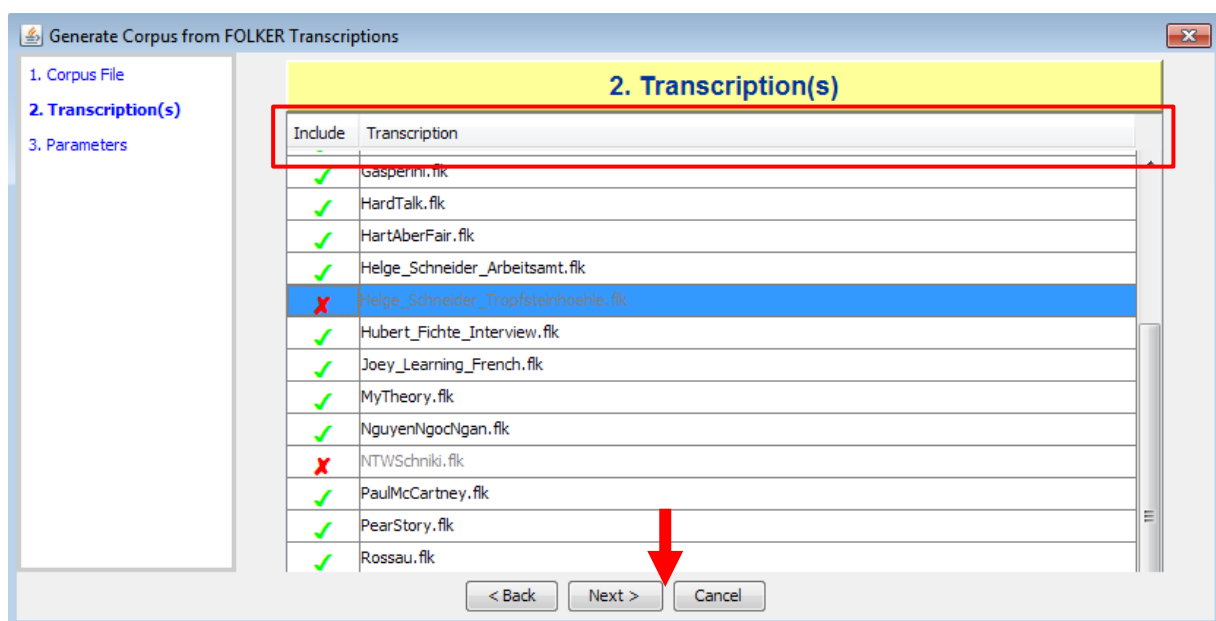 Generate Corpus from FOLKER Transcriptions
1. Corpus File
2. Transcription(s)
3. Parameters
2. Transcription(s)
Include Transcription
Gasperini.flk
HardTalk.flk
HartAberFair.flk
Helge_Schneider_Arbeitsamt.flk
Helge_Schneider_Tropfsteinhoehle.flk
Hubert_Fichte_Interview.flk
Joey_Learning_French.flk
MyTheory.flk
NguyenNgocNgan.flk
NTWSchniki.flk
PaulMcCartney.flk
PearStory.flk
Rossau.flk
< Back Next > Cancel